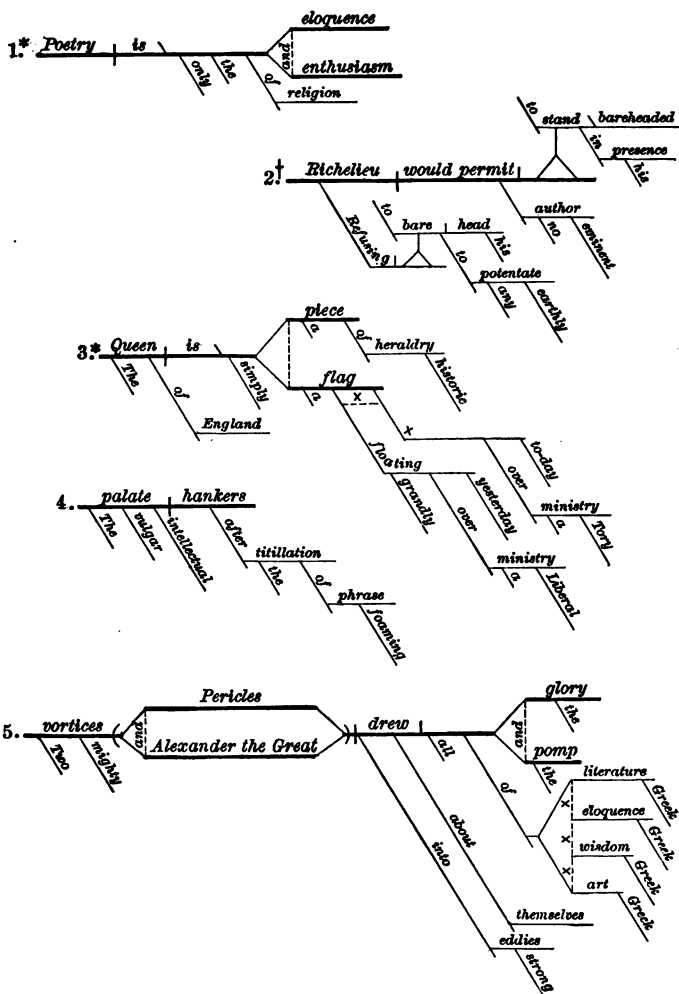 eloquence
1.* Poetry is and
only the enthusiasm
of religion
to stand bareheaded
in presence
his
2.† Richelieu would permit
Refusing to bare head his
to potentate
any earthly
author
no eminent
piece
a of heraldry
historic
3.* Queen is simply
The of England
flag
a x x
floating to-day
grandly over yesterday over ministry
a Tory
ministry
a Liberal
4. palate hankers
The vulgar intellectual after titillation
the of phrase
foaming
5. vortices ( and Pericles
Alexander the Great ) drew all and glory
the
pomp
the
Two mighty
of literature Greek
x eloquence Greek
x wisdom Greek
x art Greek
into about
themselves
eddies
strong